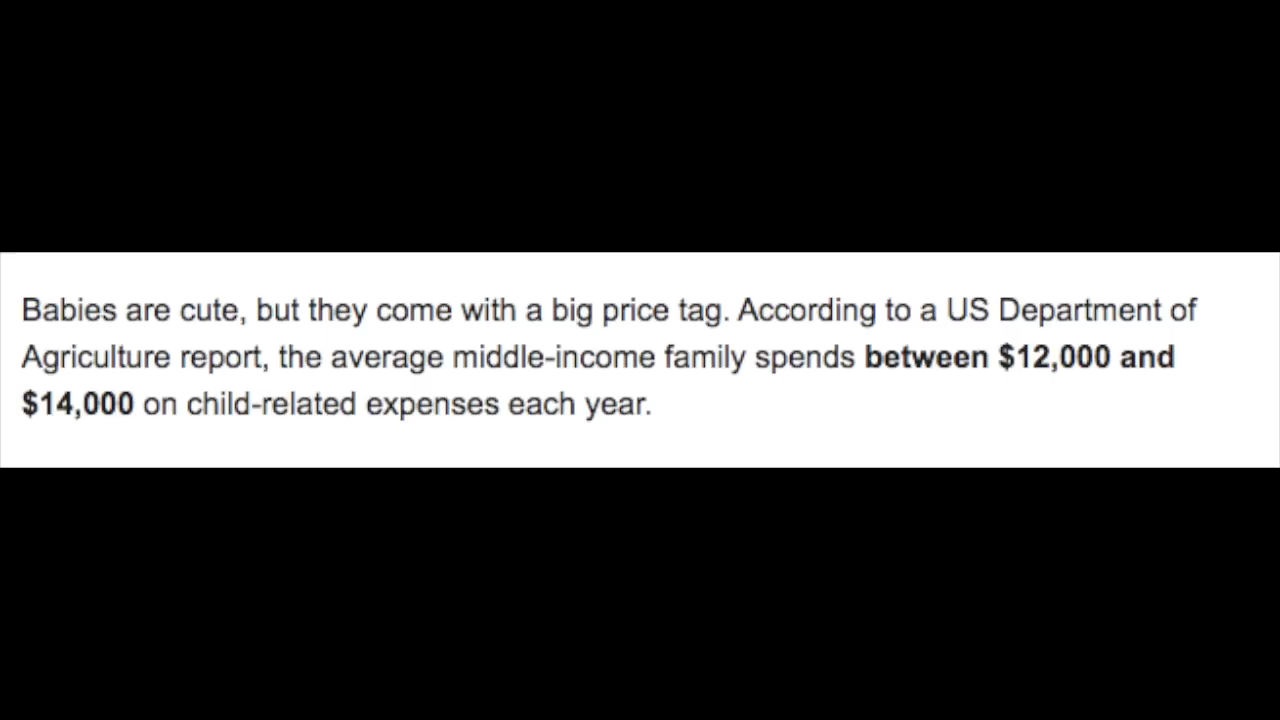 Babies are cute, but they come with a big price tag. According to a US Department of
Agriculture report, the average middle-income family spends between $12,000 and
$14,000 on child-related expenses each year.